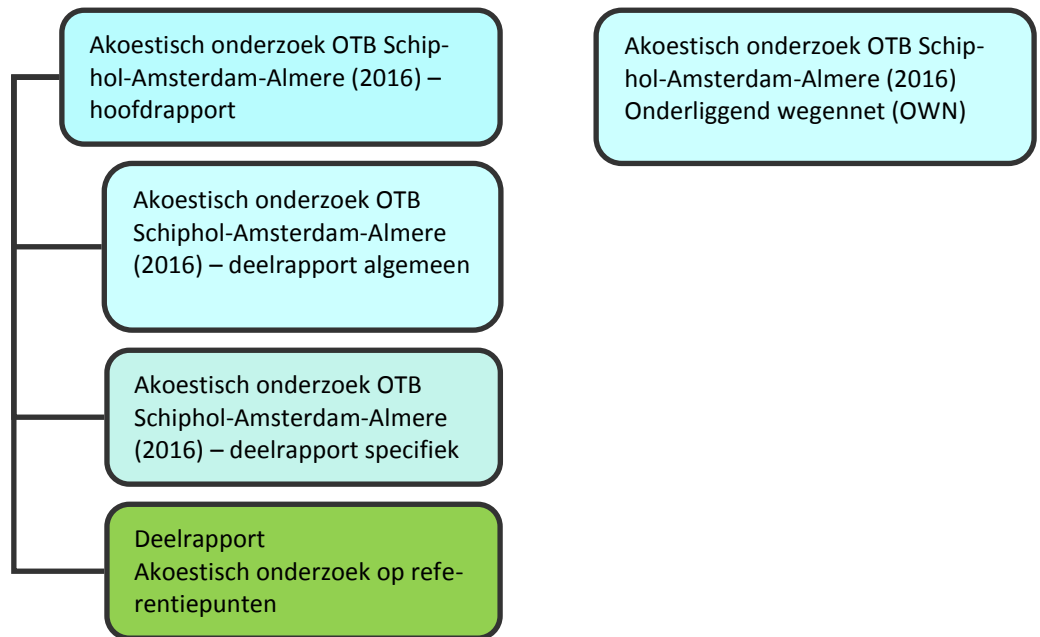 Akoestisch onderzoek OTB Schip-
hol-Amsterdam-Almere (2016) –
hoofdrapport
Akoestisch onderzoek OTB
Schiphol-Amsterdam-Almere
(2016) – deelrapport algemeen
Akoestisch onderzoek OTB
Schiphol-Amsterdam-Almere
(2016) – deelrapport specifiek
Deelrapport
Akoestisch onderzoek op refe-
rentiepunten
Akoestisch onderzoek OTB Schip-
hol-Amsterdam-Almere (2016)
Onderliggend wegennet (OWN)